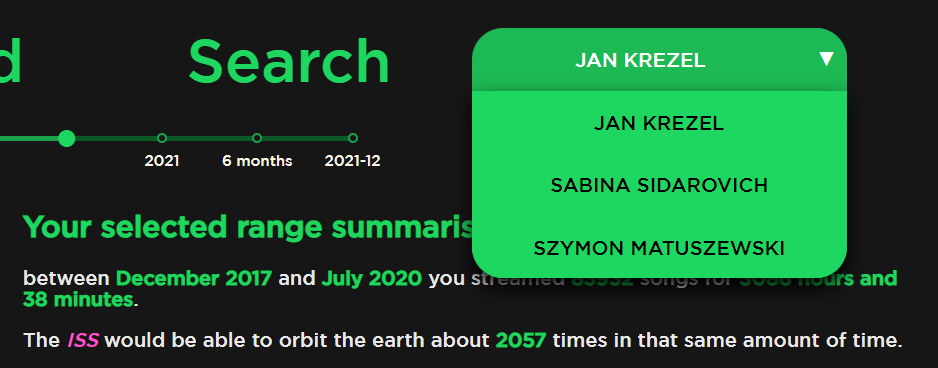 d Search
JAN KREZEL ▼
JAN KREZEL
SABINA SIDAROVICH
SZYMON MATUSZEWSKI
2021 6 months 2021-12
Your selected range summaris
between December 2017 and July 2020 you streamed songs for hours and
38 minutes.
The ISS would be able to orbit the earth about 2057 times in that same amount of time.